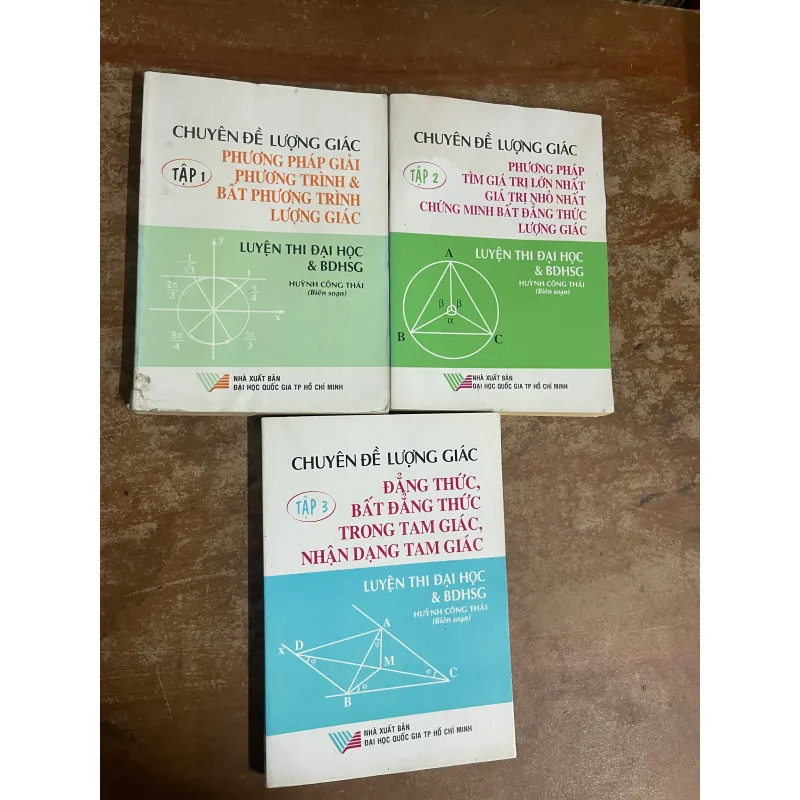 CHUYÊN ĐỀ LƯỢNG GIÁC
TẬP 1
PHƯƠNG PHÁP GIẢI
PHƯƠNG TRÌNH &
BẤT PHƯƠNG TRÌNH
LƯỢNG GIÁC
LUYỆN THI ĐẠI HỌC
& BDHSG
HUỲNH CÔNG THÁI
(Biên soạn)
y
x
2π/3
5π/4
NHÀ XUẤT BẢN
ĐẠI HỌC QUỐC GIA TP HỒ CHÍ MINH
CHUYÊN ĐỀ LƯỢNG GIÁC
TẬP 2
PHƯƠNG PHÁP
TÌM GIÁ TRỊ LỚN NHẤT
GIÁ TRỊ NHỎ NHẤT
CHỨNG MINH BẤT ĐẲNG THỨC
LƯỢNG GIÁC
LUYỆN THI ĐẠI HỌC
& BDHSG
HUỲNH CÔNG THÁI
(Biên soạn)
A
β β
α
B C
NHÀ XUẤT BẢN
ĐẠI HỌC QUỐC GIA TP HỒ CHÍ MINH
CHUYÊN ĐỀ LƯỢNG GIÁC
TẬP 3
ĐẲNG THỨC,
BẤT ĐẲNG THỨC
TRONG TAM GIÁC,
NHẬN DẠNG TAM GIÁC
LUYỆN THI ĐẠI HỌC
& BDHSG
HUỲNH CÔNG THÁI
(Biên soạn)
A
x D φ
M
φ C
B φ
NHÀ XUẤT BẢN
ĐẠI HỌC QUỐC GIA TP HỒ CHÍ MINH